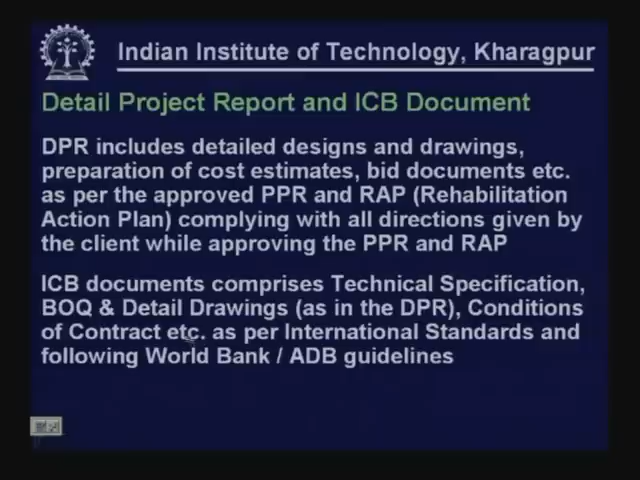 Indian Institute of Technology, Kharagpur
Detail Project Report and ICB Document
DPR includes detailed designs and drawings,
preparation of cost estimates, bid documents etc.
as per the approved PPR and RAP (Rehabilitation
Action Plan) complying with all directions given by
the client while approving the PPR and RAP
ICB documents comprises Technical Specification,
BOQ & Detail Drawings (as in the DPR), Conditions
of Contract etc. as per International Standards and
following World Bank / ADB guidelines